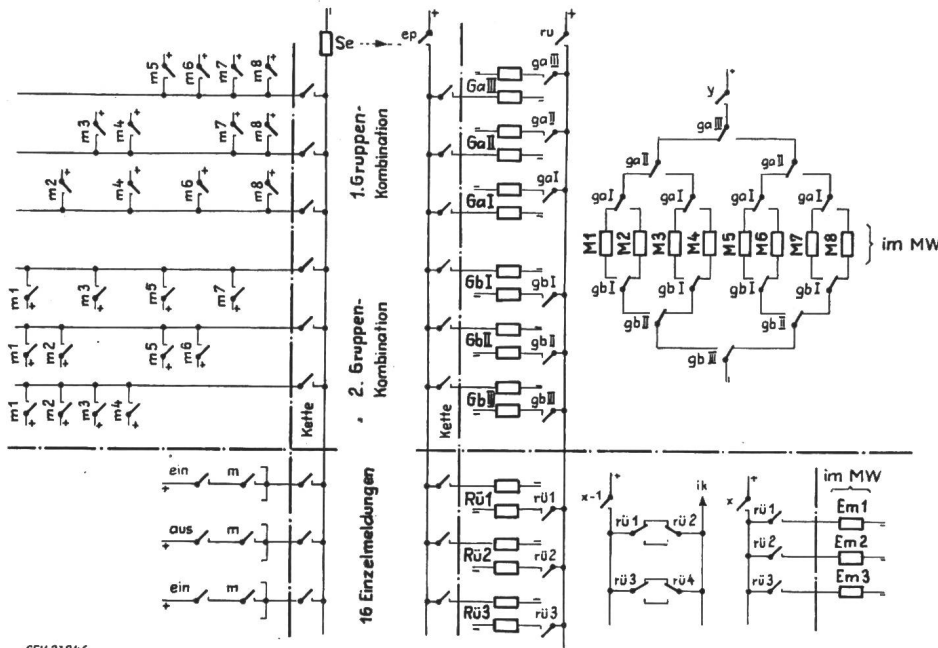 Se
ep
ru
m5 m6 m7 m8
m3 m4 m7 m8
m2 m4 m6 m8
m1 m3 m5 m7
m1 m2 m5 m6
m1 m2 m3 m4
1. Gruppen-
Kombination
2. Gruppen-
Kombination
Kette
Kette
GaIII gaIII
GaII gaII
GaI gaI
GbI gbI
GbII gbII
GbIII gbIII
y
gaIII
gaII gaII
gaI gaI gaI gaI
M1 M2 M3 M4 M5 M6 M7 M8
im MW
gbI gbI gbI gbI
gbII gbII
gbIII
ein m
aus m
ein m
16 Einzelmeldungen
Rü1 rü1
Rü2 rü2
Rü3 rü3
x-1
ik
rü1 rü2
rü3 rü4
x
im MW
rü1 Em1
rü2 Em2
rü3 Em3